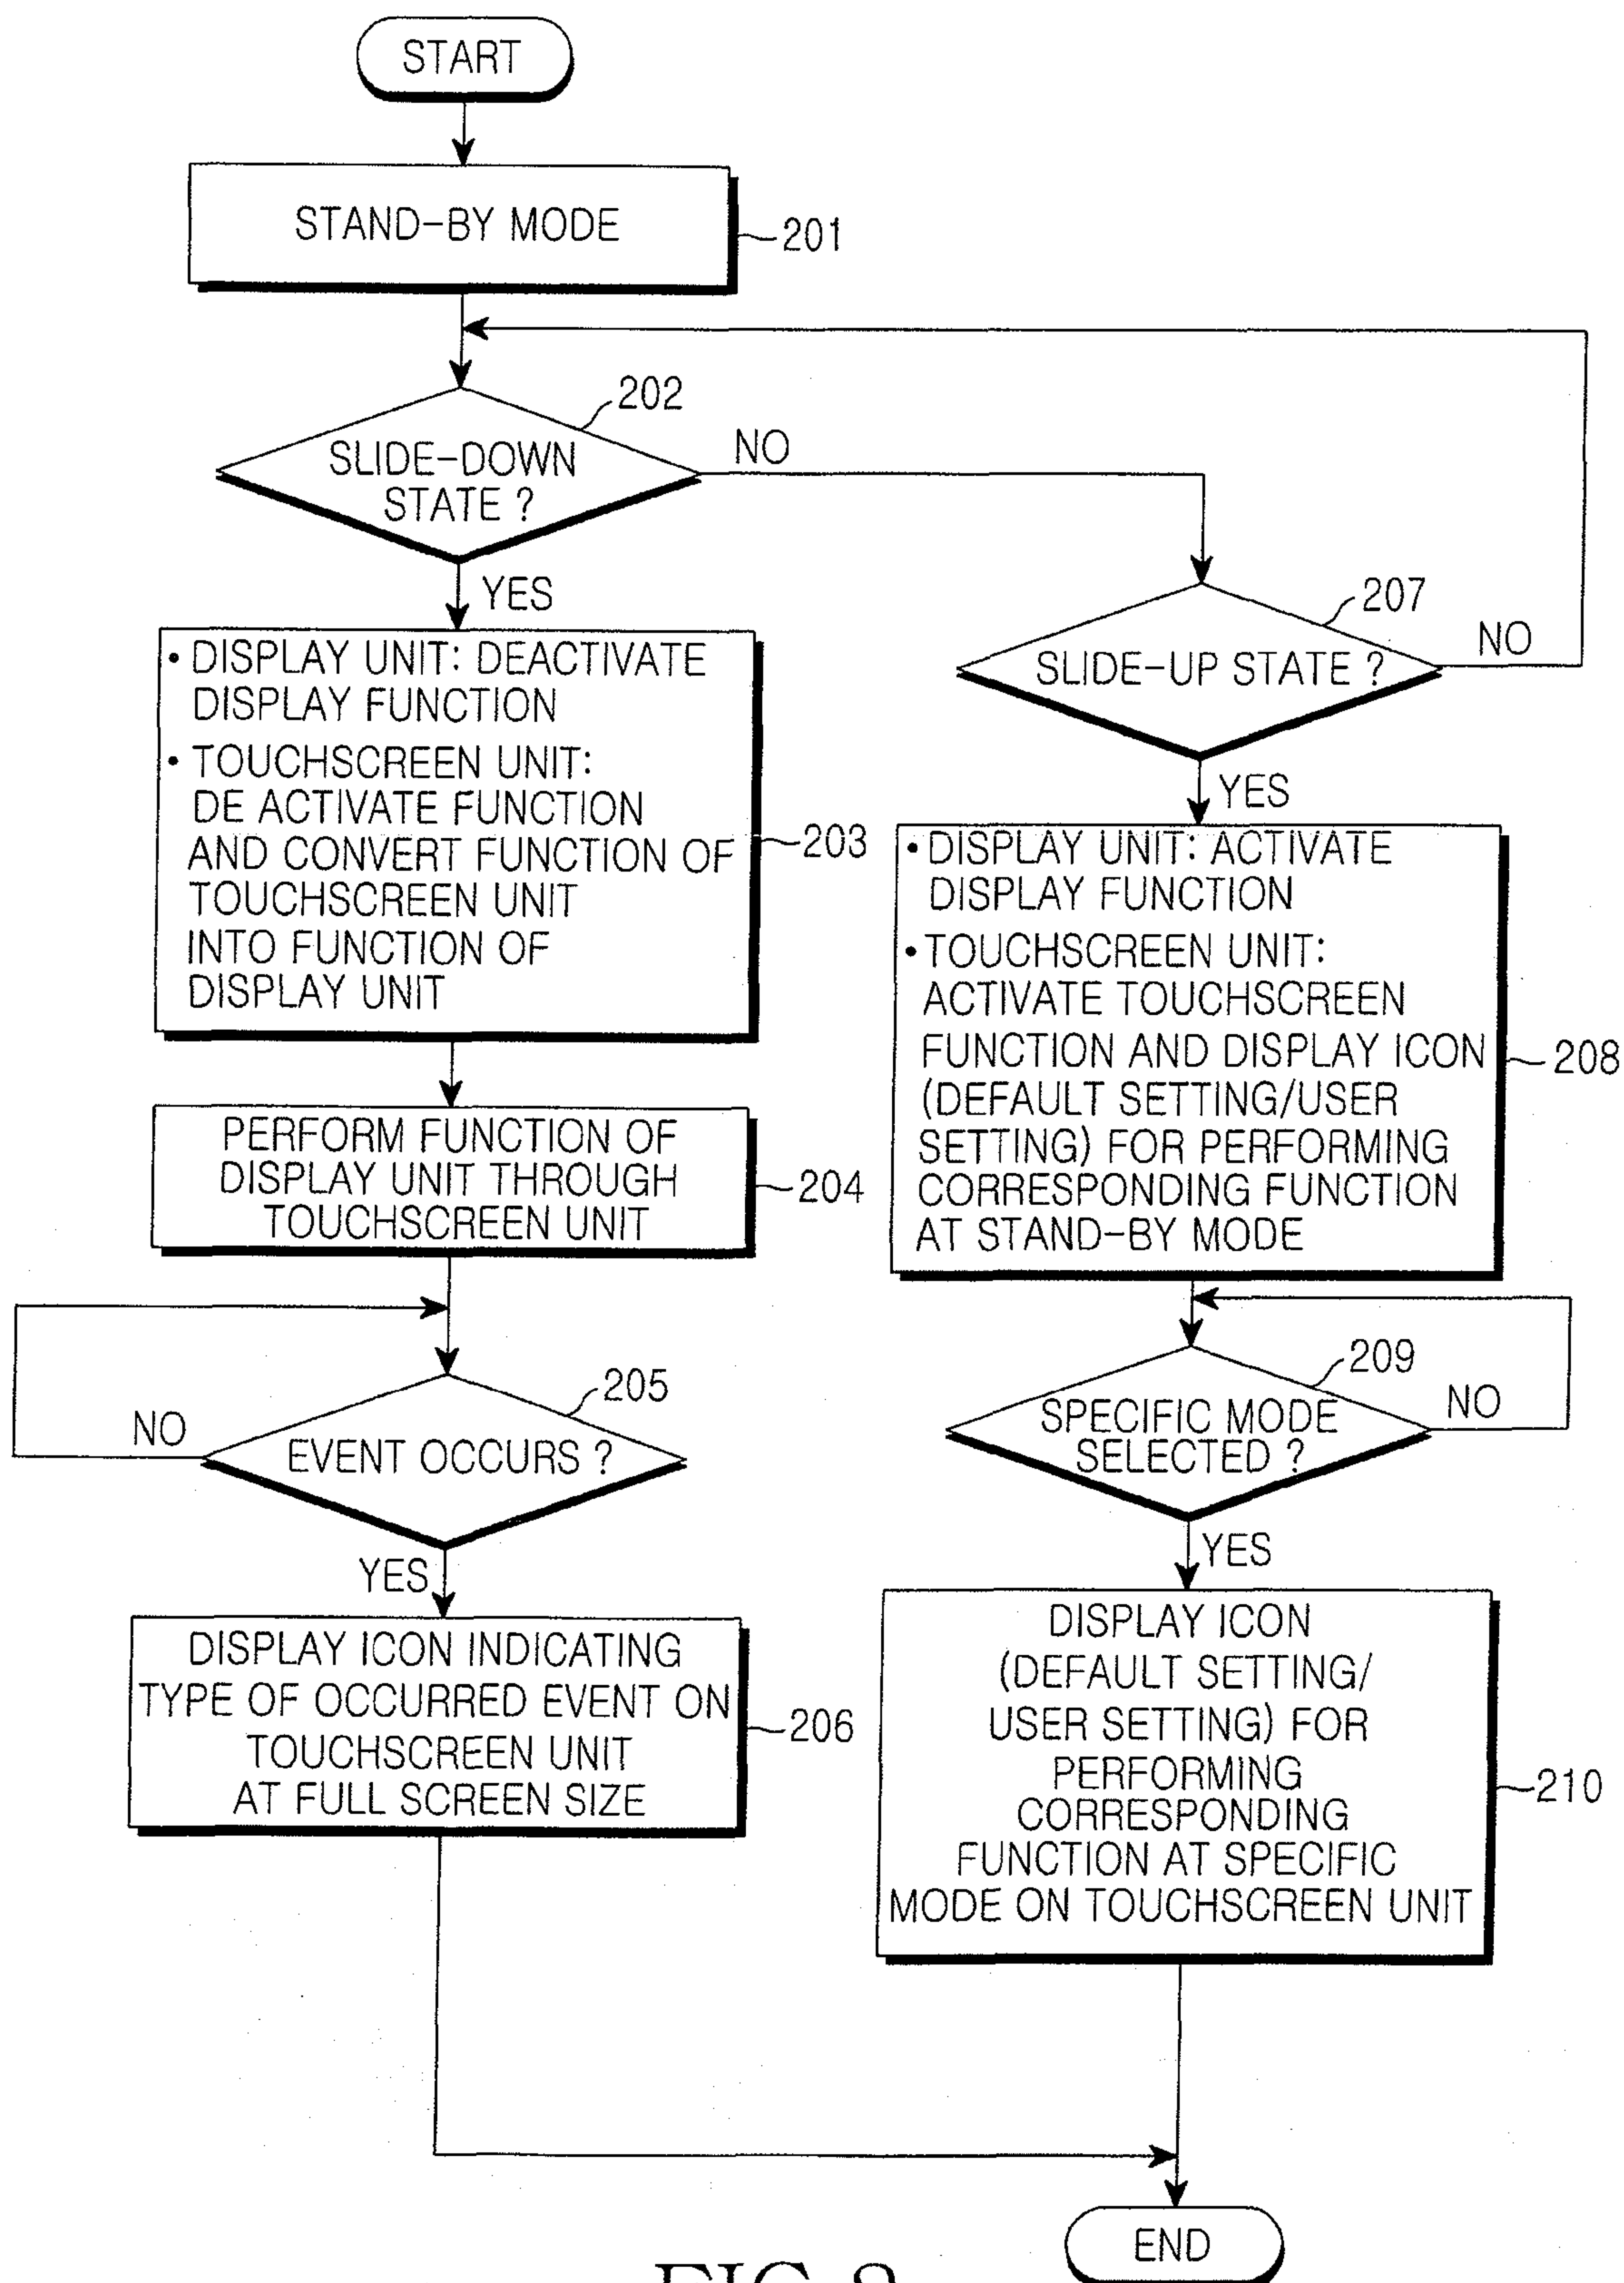 START
STAND-BY MODE
201
202
SLIDE-DOWN
STATE ?
NO
YES
• DISPLAY UNIT: DEACTIVATE
DISPLAY FUNCTION
• TOUCHSCREEN UNIT:
DE ACTIVATE FUNCTION
AND CONVERT FUNCTION OF
TOUCHSCREEN UNIT
INTO FUNCTION OF
DISPLAY UNIT
203
PERFORM FUNCTION OF
DISPLAY UNIT THROUGH
TOUCHSCREEN UNIT
204
205
NO
EVENT OCCURS ?
YES
DISPLAY ICON INDICATING
TYPE OF OCCURRED EVENT ON
TOUCHSCREEN UNIT
AT FULL SCREEN SIZE
206
207
SLIDE-UP STATE ?
NO
YES
• DISPLAY UNIT: ACTIVATE
DISPLAY FUNCTION
• TOUCHSCREEN UNIT:
ACTIVATE TOUCHSCREEN
FUNCTION AND DISPLAY ICON
(DEFAULT SETTING/USER
SETTING) FOR PERFORMING
CORRESPONDING FUNCTION
AT STAND-BY MODE
208
209
SPECIFIC MODE
SELECTED ?
NO
YES
DISPLAY ICON
(DEFAULT SETTING/
USER SETTING) FOR
PERFORMING
CORRESPONDING
FUNCTION AT SPECIFIC
MODE ON TOUCHSCREEN UNIT
210
END